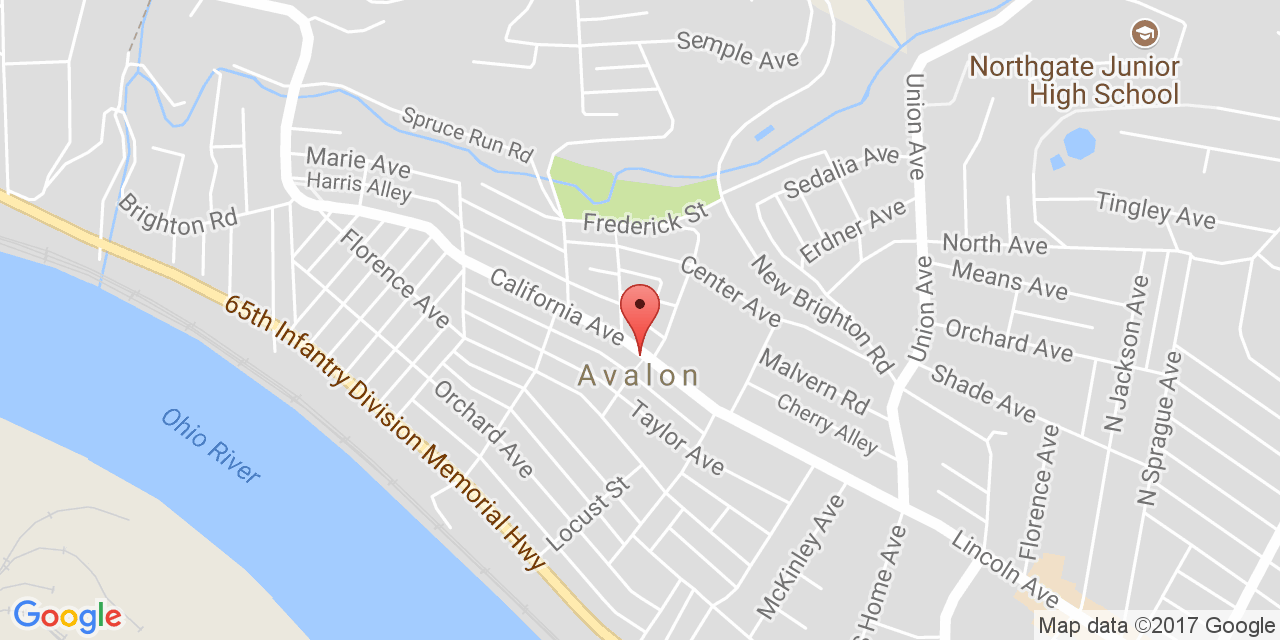 Semple Ave
Northgate Junior
High School
Union Ave
Spruce Run Rd
Marie Ave
Harris Alley
Sedalia Ave
Brighton Rd
Frederick St
Erdner Ave
Tingley Ave
North Ave
Florence Ave
California Ave
Center Ave
New Brighton Rd
Union Ave
Means Ave
65th Infantry Division Memorial Hwy
Orchard Ave
N Jackson Ave
N Sprague Ave
Avalon
Malvern Rd
Shade Ave
Orchard Ave
Cherry Alley
Taylor Ave
Ohio River
Locust St
McKinley Ave
S Home Ave
Florence Ave
Lincoln Ave
Google
Map data ©2017 Google